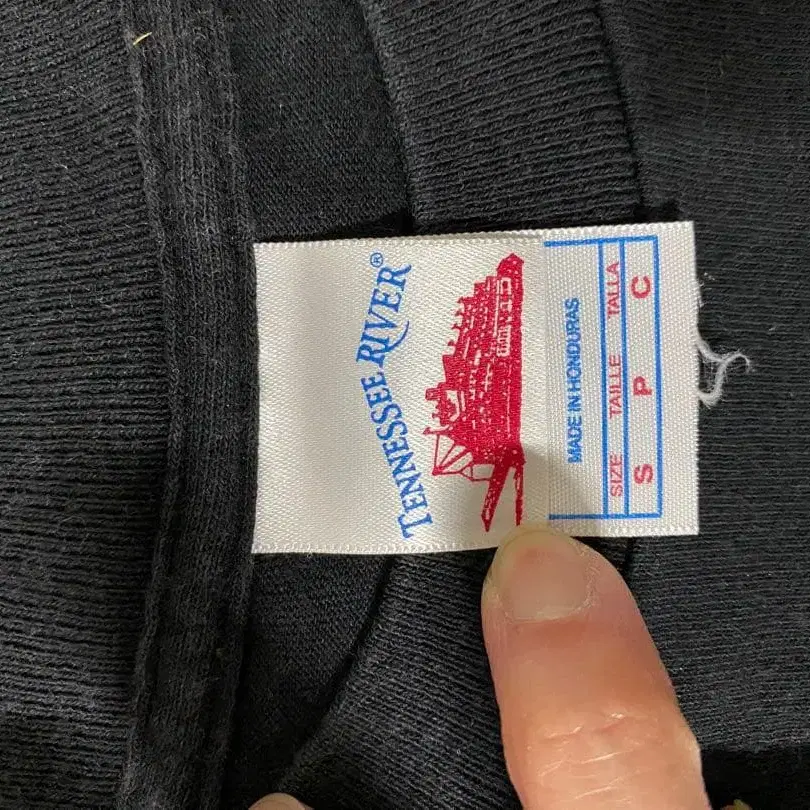 TENNESSEE RIVER®
MADE IN HONDURAS
SIZE TAILLE TALLA
S P C